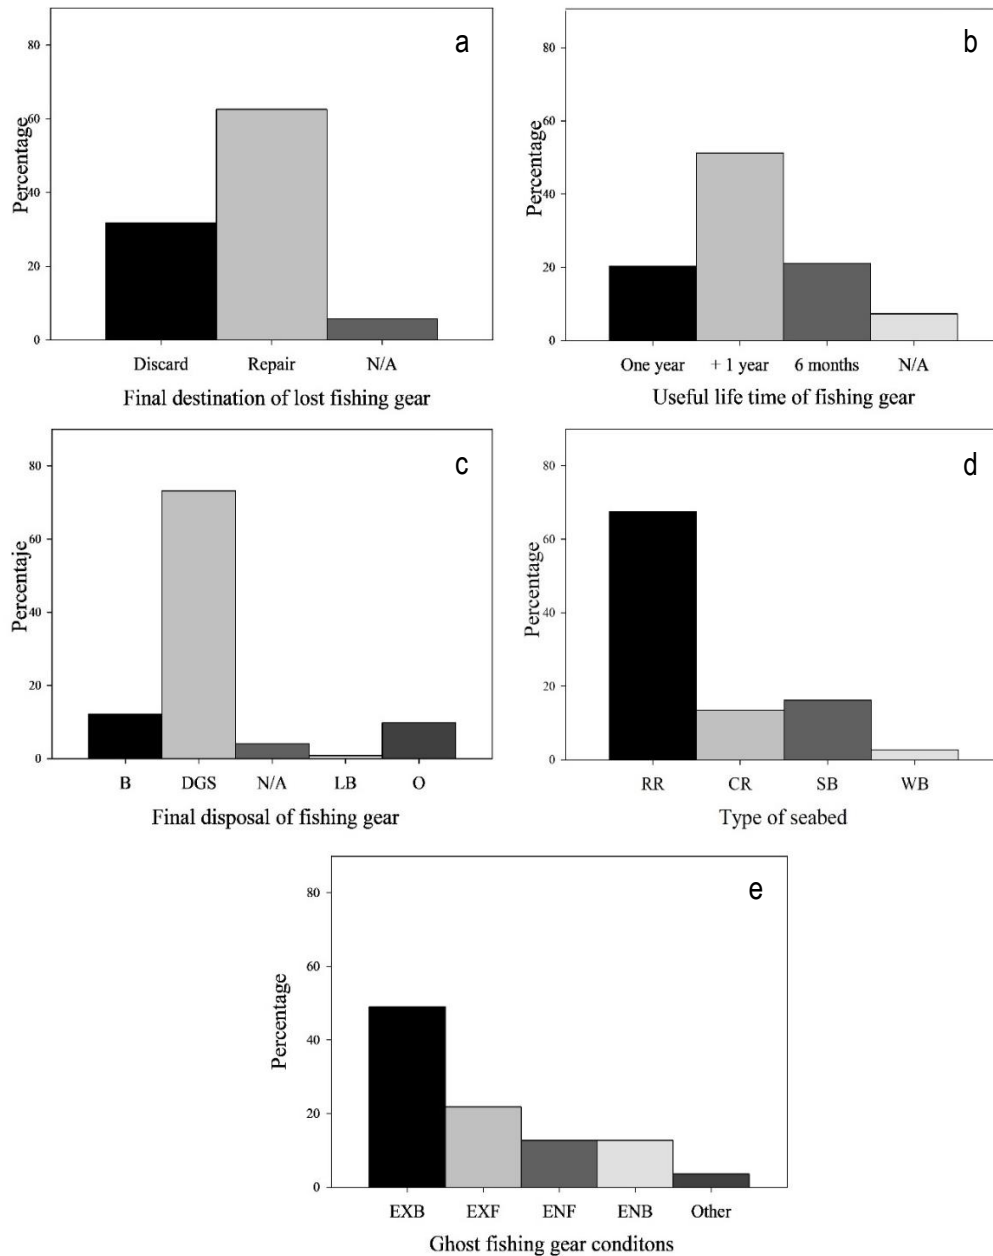 a
80
60
40
20
0
Percentage
Discard Repair N/A
Final destination of lost fishing gear
b
80
60
40
20
0
Percentage
One year + 1 year 6 months N/A
Useful life time of fishing gear
c
80
60
40
20
0
Percentaje
B DGS N/A LB O
Final disposal of fishing gear
d
80
60
40
20
0
Percentage
RR CR SB WB
Type of seabed
e
80
60
40
20
0
Percentage
EXB EXF ENF ENB Other
Ghost fishing gear conditons